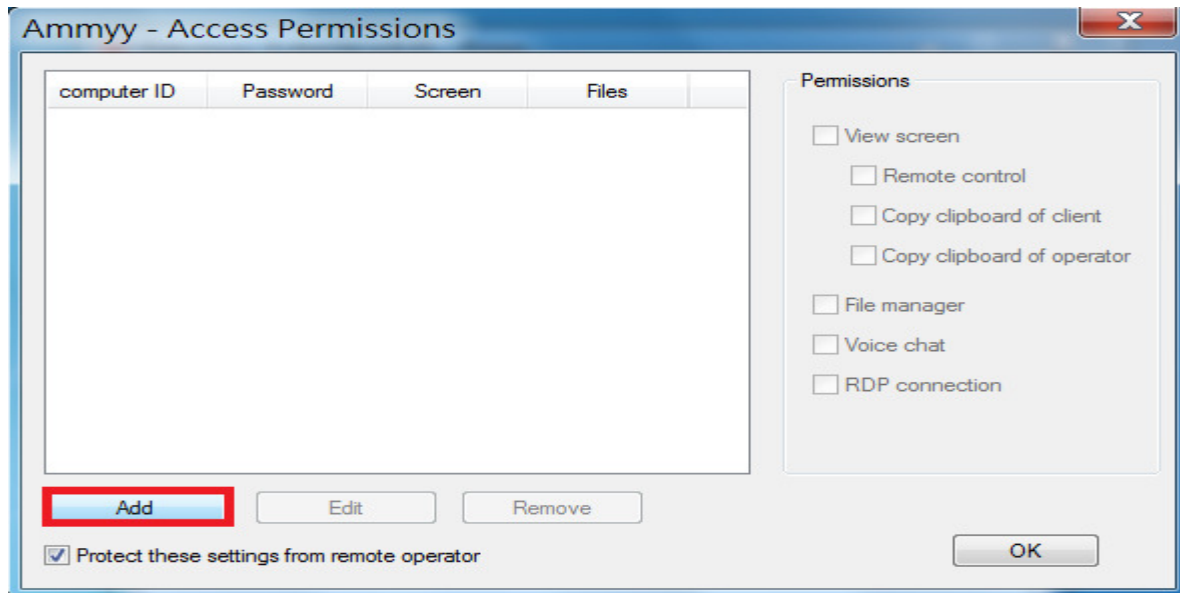 Ammyy - Access Permissions
computer ID Password Screen Files
Permissions
View screen
Remote control
Copy clipboard of client
Copy clipboard of operator
File manager
Voice chat
RDP connection
Add Edit Remove
Protect these settings from remote operator
OK